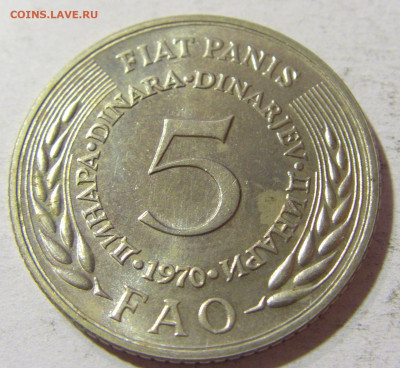 COINS.LAVE.RU
FIAT PANIS
ДИНАРА·DINARA·DINARJEV·ДИНАРИ
5
·1970·
FAO